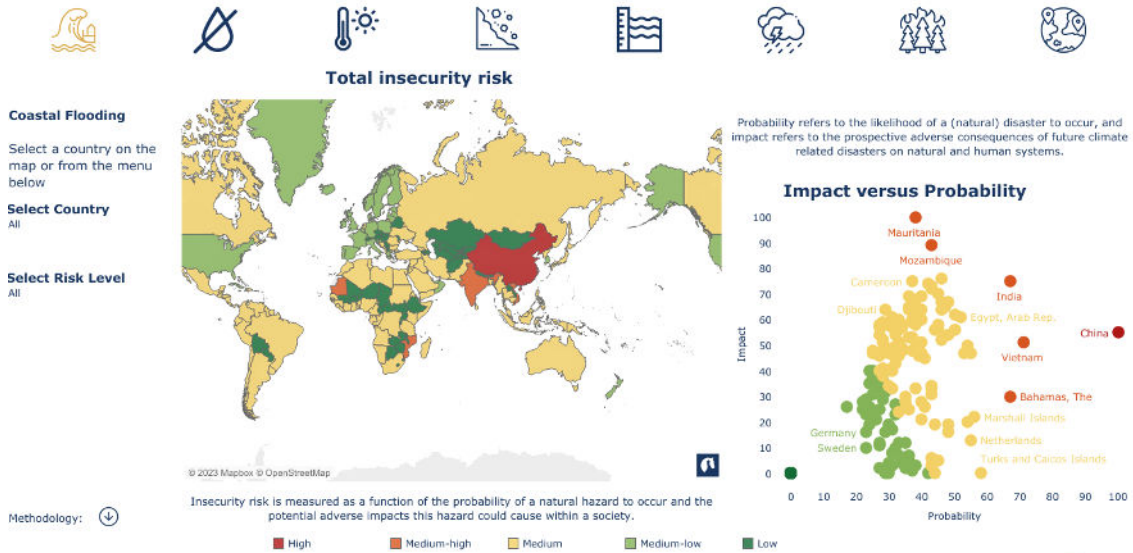 Total insecurity risk
Coastal Flooding
Select a country on the
map or from the menu
below
Select Country
All
Select Risk Level
All
© 2023 Mapbox © OpenStreetMap
Methodology:
Insecurity risk is measured as a function of the probability of a natural hazard to occur and the
potential adverse impacts this hazard could cause within a society.
High
Medium-high
Medium
Medium-low
Low
Probability refers to the likelihood of a (natural) disaster to occur, and
impact refers to the prospective adverse consequences of future climate
related disasters on natural and human systems.
Impact versus Probability
100
90
80
70
60
50
40
30
20
10
0
Impact
Mauritania
Mozambique
Cameroon
India
Djibouti
Egypt, Arab Rep.
China
Vietnam
Bahamas, The
Marshall Islands
Germany
Netherlands
Sweden
Turks and Caicos Islands
0 10 20 30 40 50 60 70 80 90 100
Probability